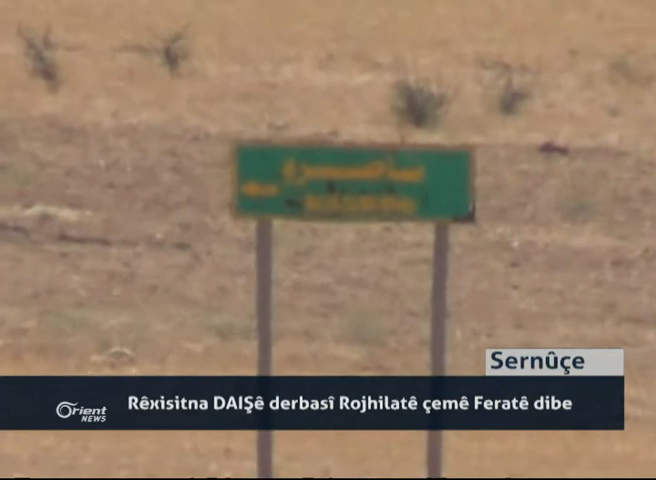 Sernûçe
Orient NEWS
Rêxisitna DAIŞê derbasî Rojhilatê çemê Feratê dibe